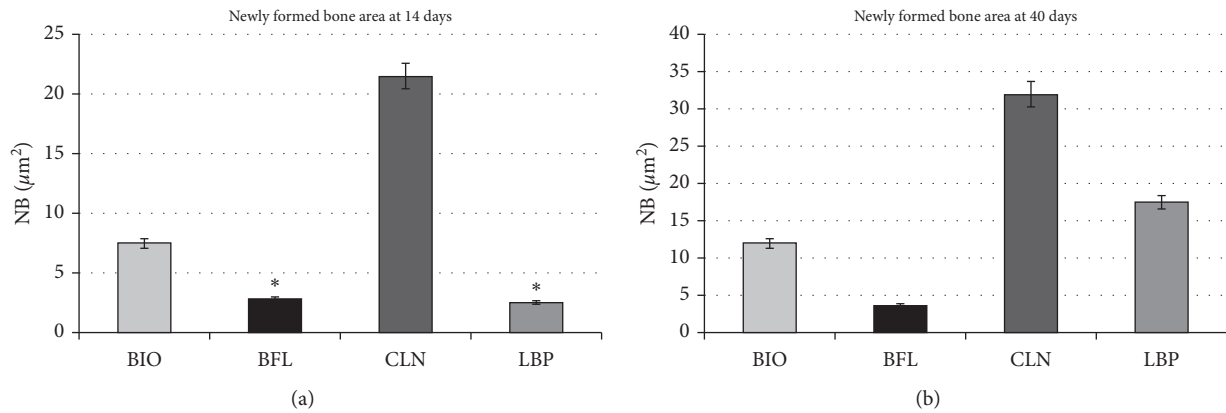 Newly formed bone area at 14 days
25
20
15
10
5
0
NB (µm²)
*
*
BIO BFL CLN LBP
(a)
Newly formed bone area at 40 days
40
35
30
25
20
15
10
5
0
NB (µm²)
BIO BFL CLN LBP
(b)